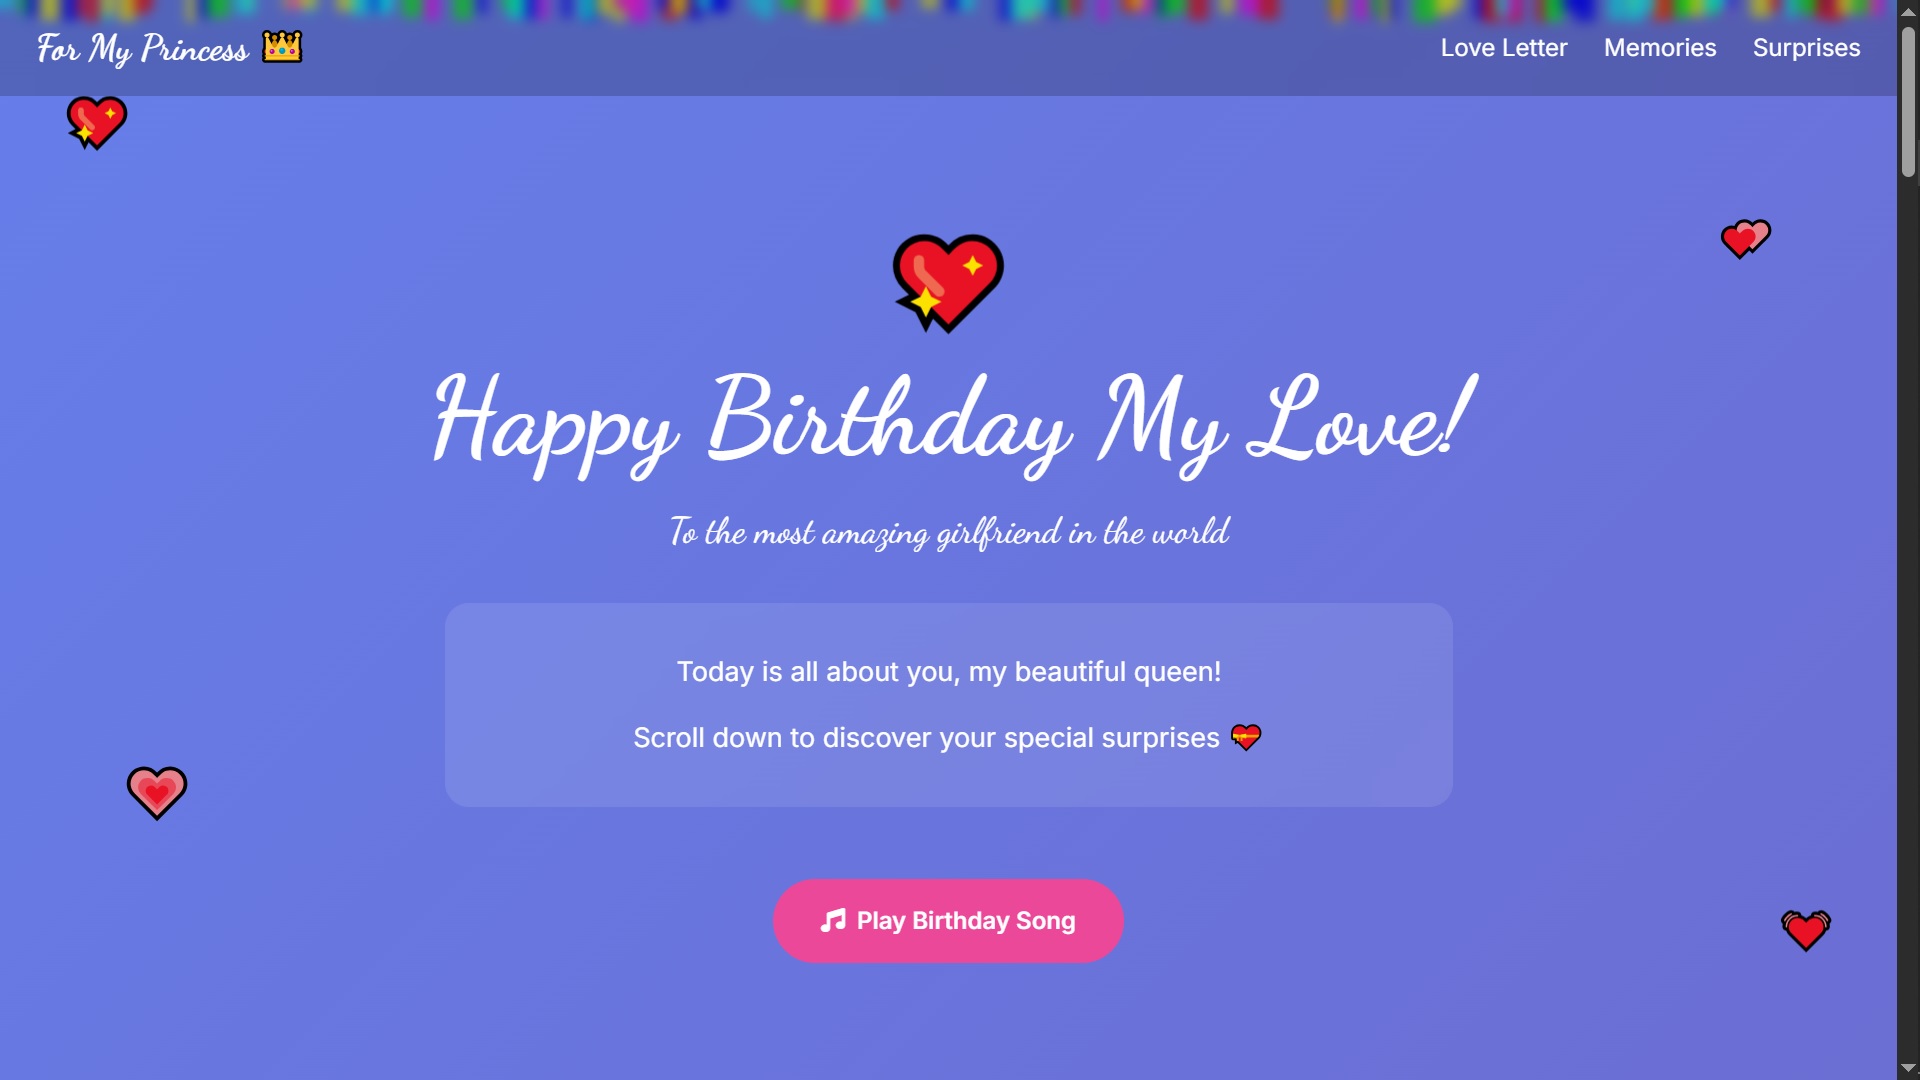 For My Princess 👑
Love Letter
Memories
Surprises
Happy Birthday My Love!
To the most amazing girlfriend in the world
Today is all about you, my beautiful queen!
Scroll down to discover your special surprises 💝
Play Birthday Song